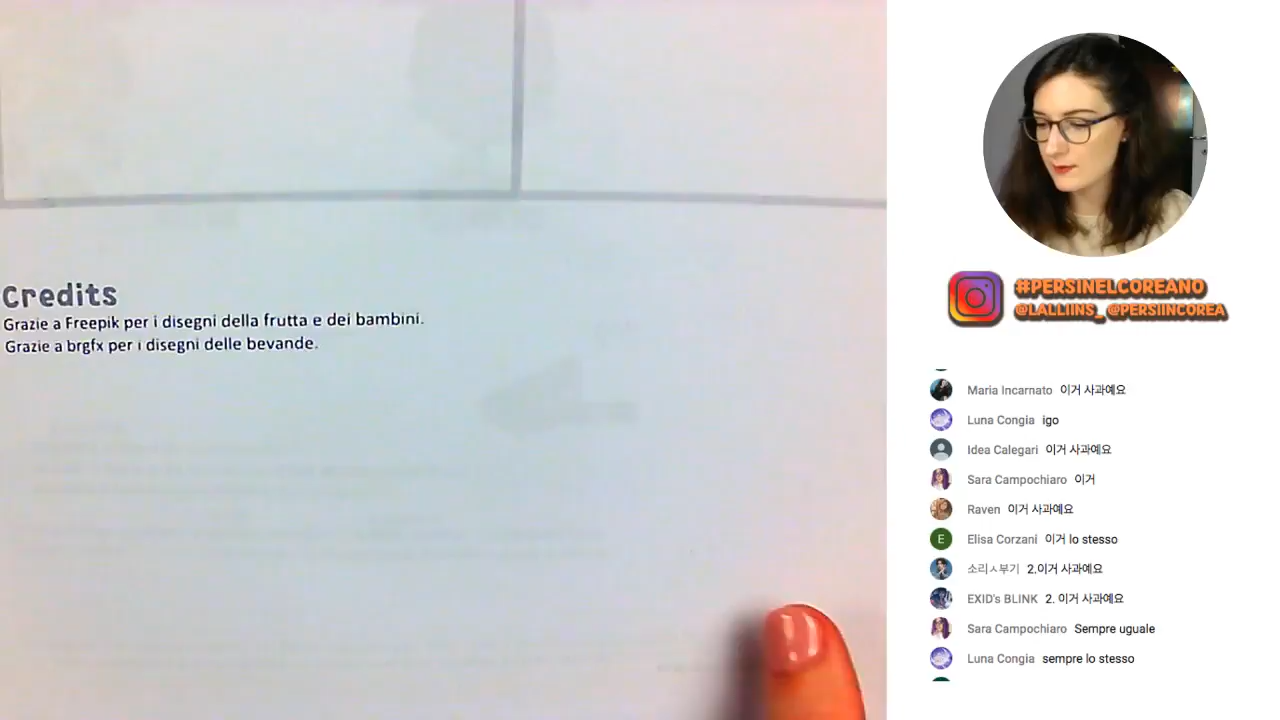 Credits
Grazie a Freepik per i disegni della frutta e dei bambini.
Grazie a brgfx per i disegni delle bevande.
#PERSINELCOREANO
@LALLIINS_ @PERSIINCOREA
Maria Incarnato 이거 사과예요
Luna Congia igo
Idea Calegari 이거 사과예요
Sara Campochiaro 이거
Raven 이거 사과예요
Elisa Corzani 이거 lo stesso
소리ㅅ부기 2.이거 사과예요
EXID's BLINK 2. 이거 사과예요
Sara Campochiaro Sempre uguale
Luna Congia sempre lo stesso
E